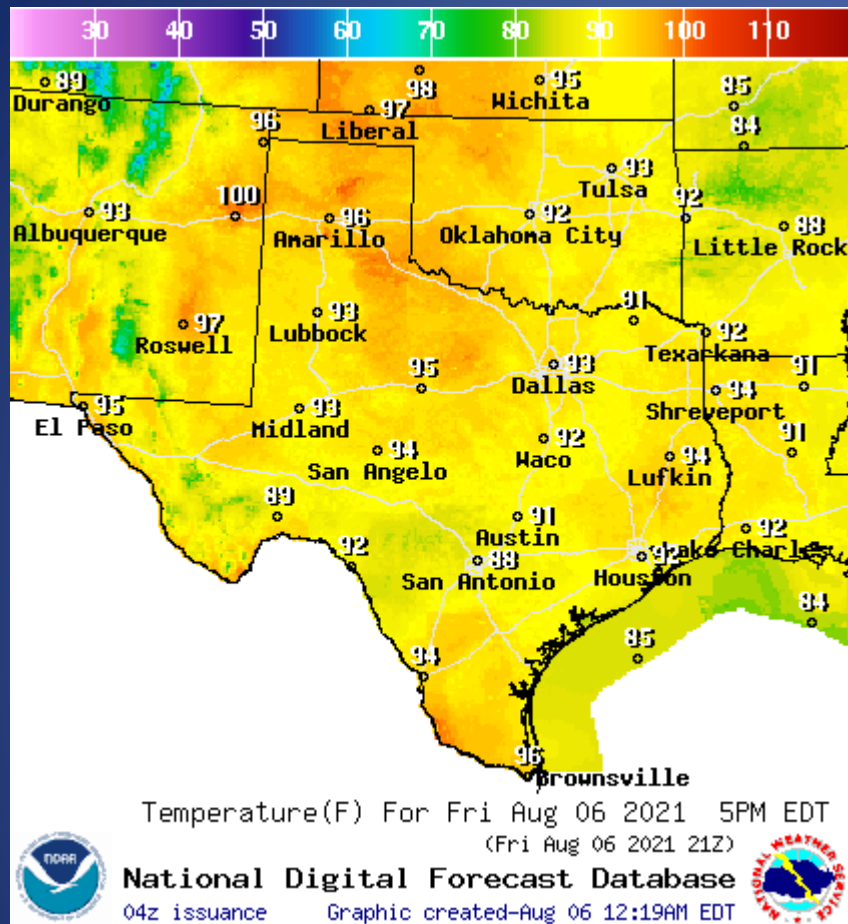 30 40 50 60 70 80 90 100 110
89
Durango
98
95
Wichita
97
Liberal
85
96
84
93
Tulsa
93
Albuquerque
100
96
Amarillo
92
Oklahoma City
92
88
Little Rock
97
Roswell
93
Lubbock
91
92
Texarkana
93
Dallas
95
91
94
Shreveport
95
El Paso
93
Midland
94
San Angelo
92
Waco
94
Lufkin
91
89
91
Austin
92
Lake Charles
92
88
San Antonio
92
Houston
84
85
94
96
Brownsville
Temperature(F) For Fri Aug 06 2021 5PM EDT
(Fri Aug 06 2021 21Z)
noaa
National Digital Forecast Database
04z issuance Graphic created-Aug 06 12:19AM EDT
NATIONAL WEATHER SERVICE